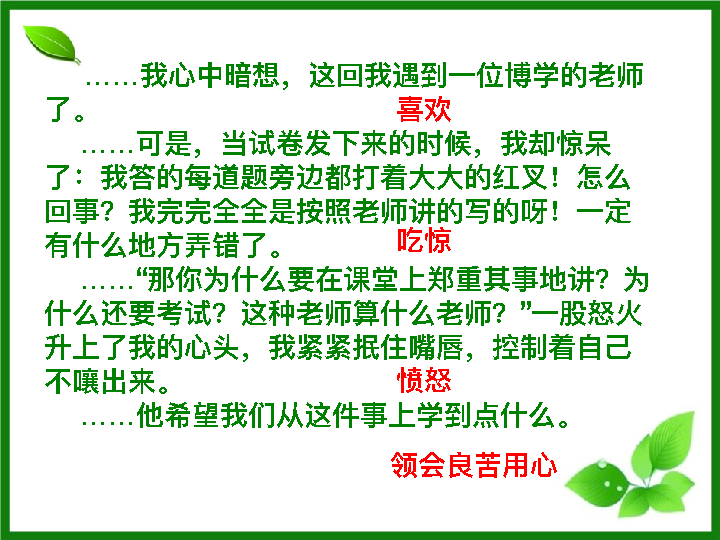 ……我心中暗想，这回我遇到一位博学的老师
了。
喜欢
……可是，当试卷发下来的时候，我却惊呆
了：我答的每道题旁边都打着大大的红叉！怎么
回事？我完完全全是按照老师讲的写的呀！一定
有什么地方弄错了。
吃惊
……“那你为什么要在课堂上郑重其事地讲？为
什么还要考试？这种老师算什么老师？”一股怒火
升上了我的心头，我紧紧抿住嘴唇，控制着自己
不嚷出来。
愤怒
……他希望我们从这件事上学到点什么。
领会良苦用心